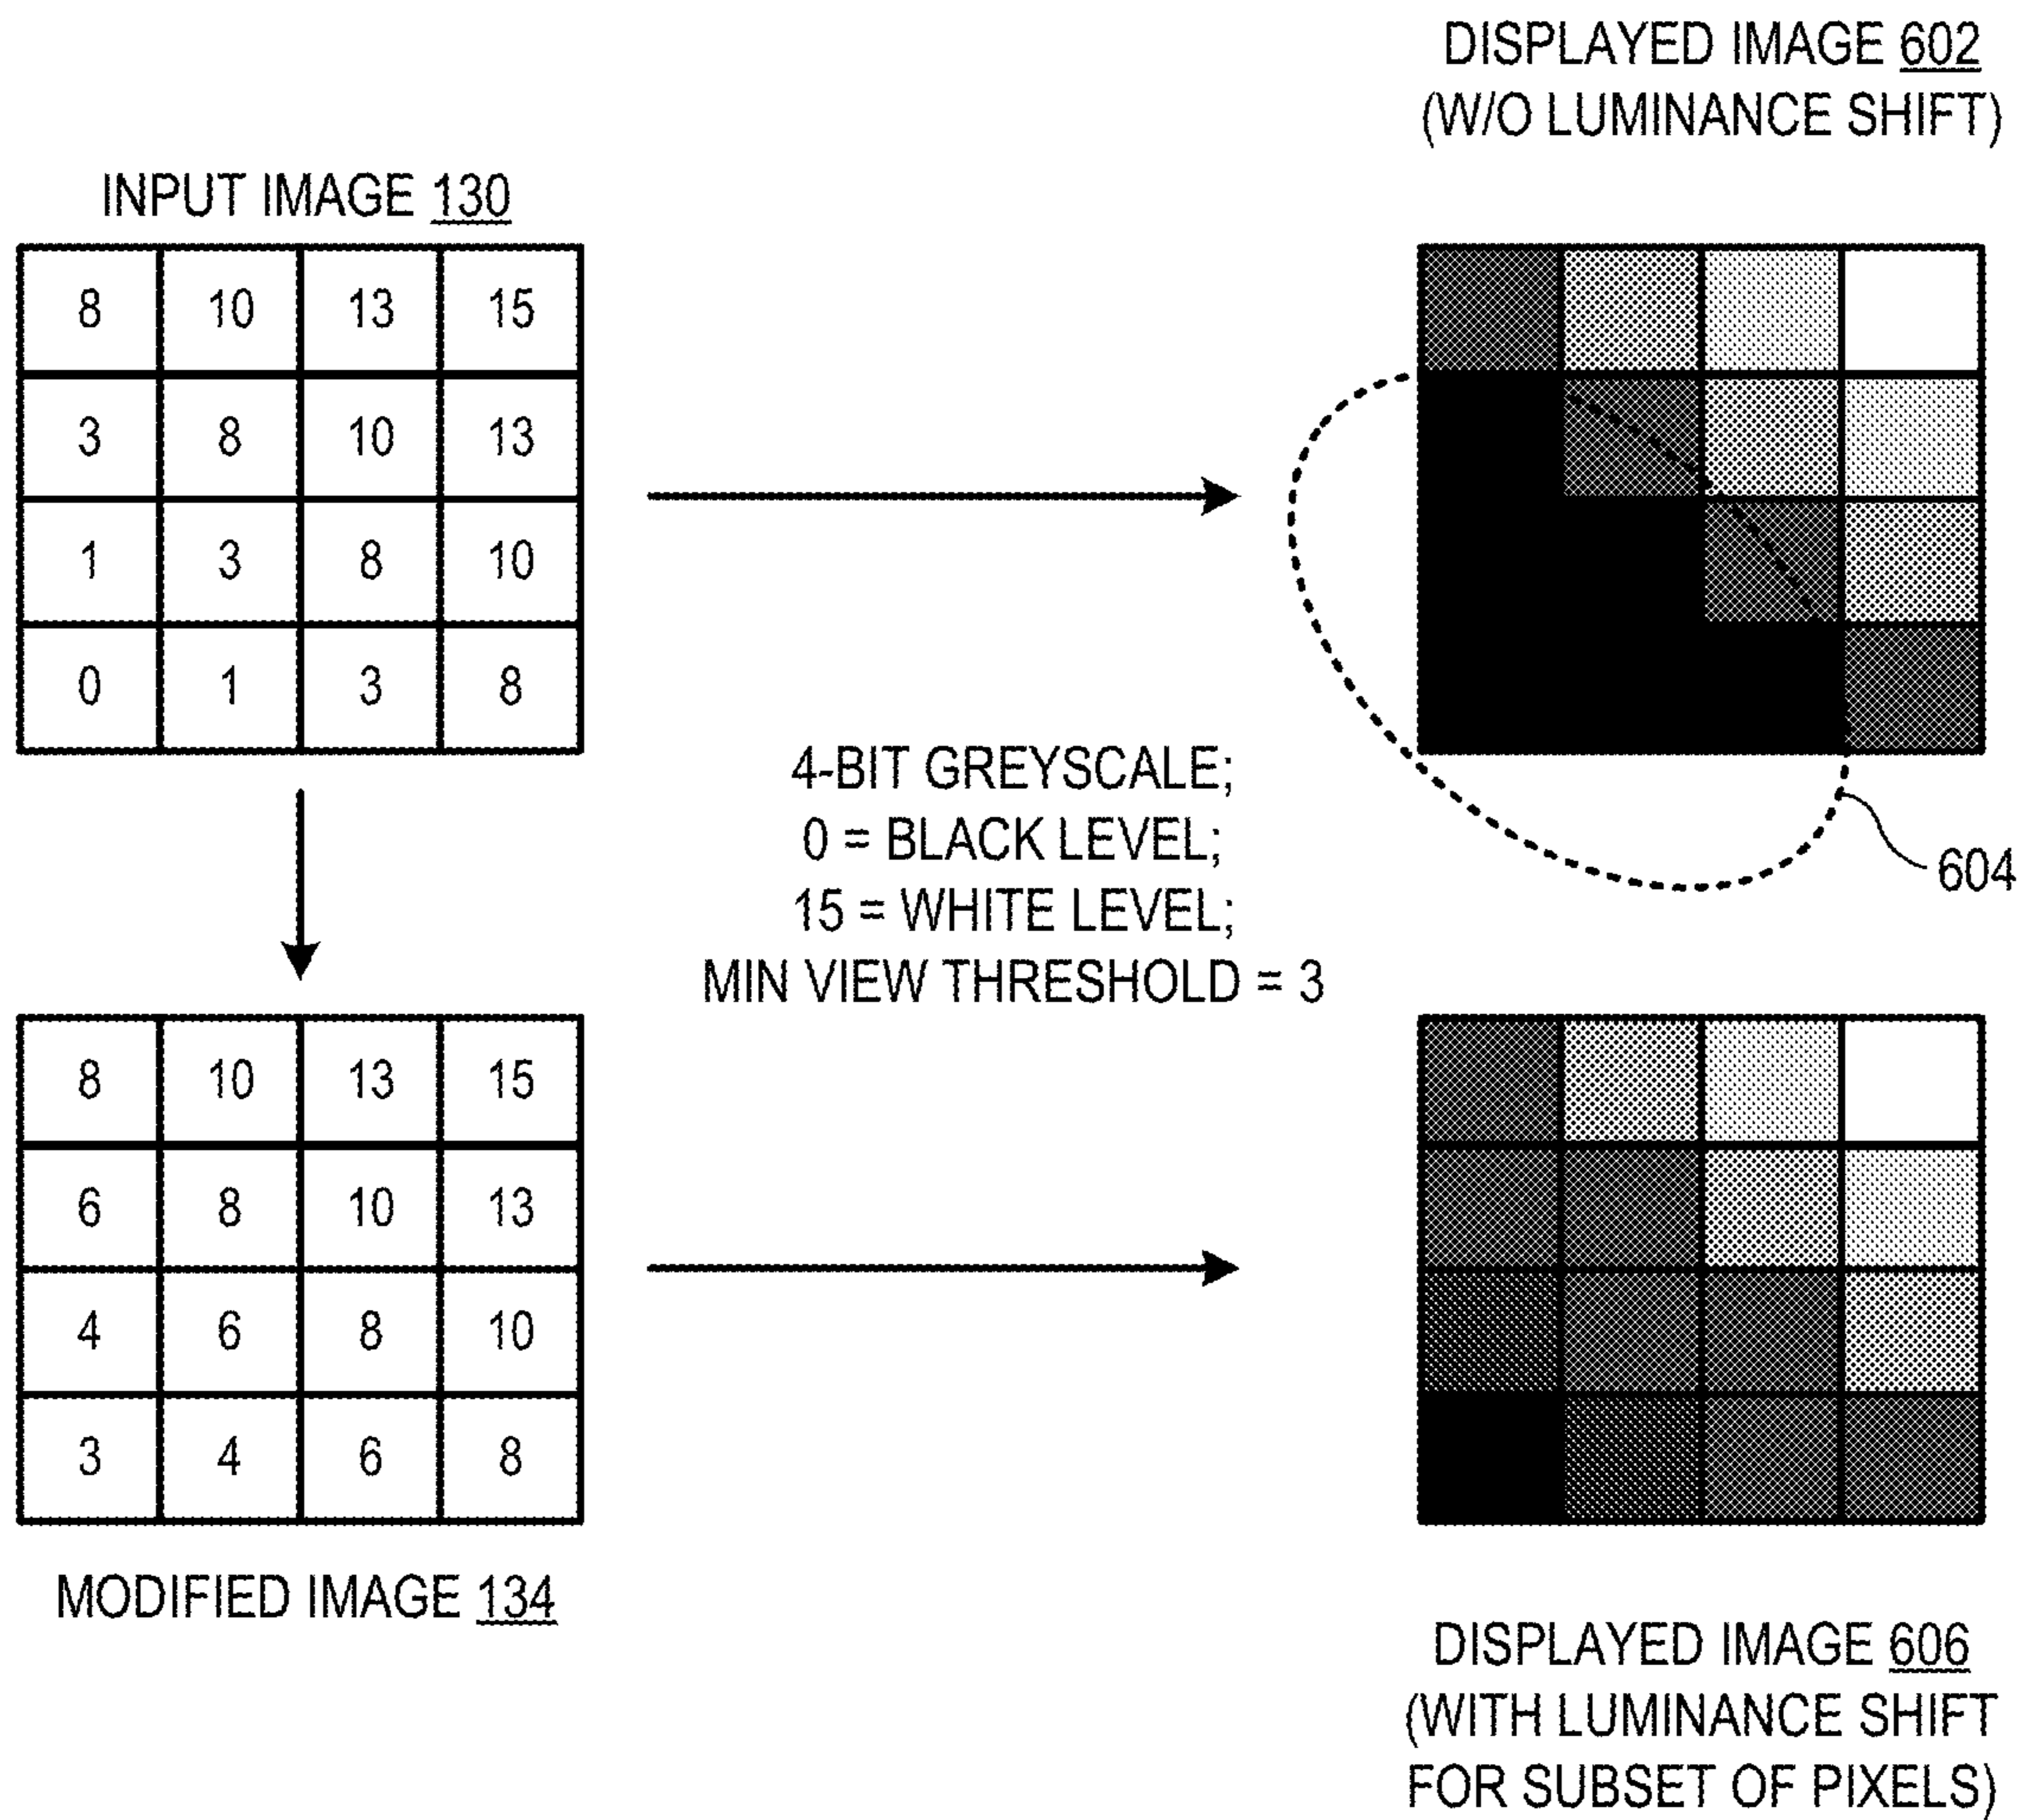 DISPLAYED IMAGE 602
(W/O LUMINANCE SHIFT)
INPUT IMAGE 130
8 10 13 15
3 8 10 13
1 3 8 10
0 1 3 8
4-BIT GREYSCALE;
0 = BLACK LEVEL;
15 = WHITE LEVEL;
MIN VIEW THRESHOLD = 3
604
8 10 13 15
6 8 10 13
4 6 8 10
3 4 6 8
MODIFIED IMAGE 134
DISPLAYED IMAGE 606
(WITH LUMINANCE SHIFT
FOR SUBSET OF PIXELS)